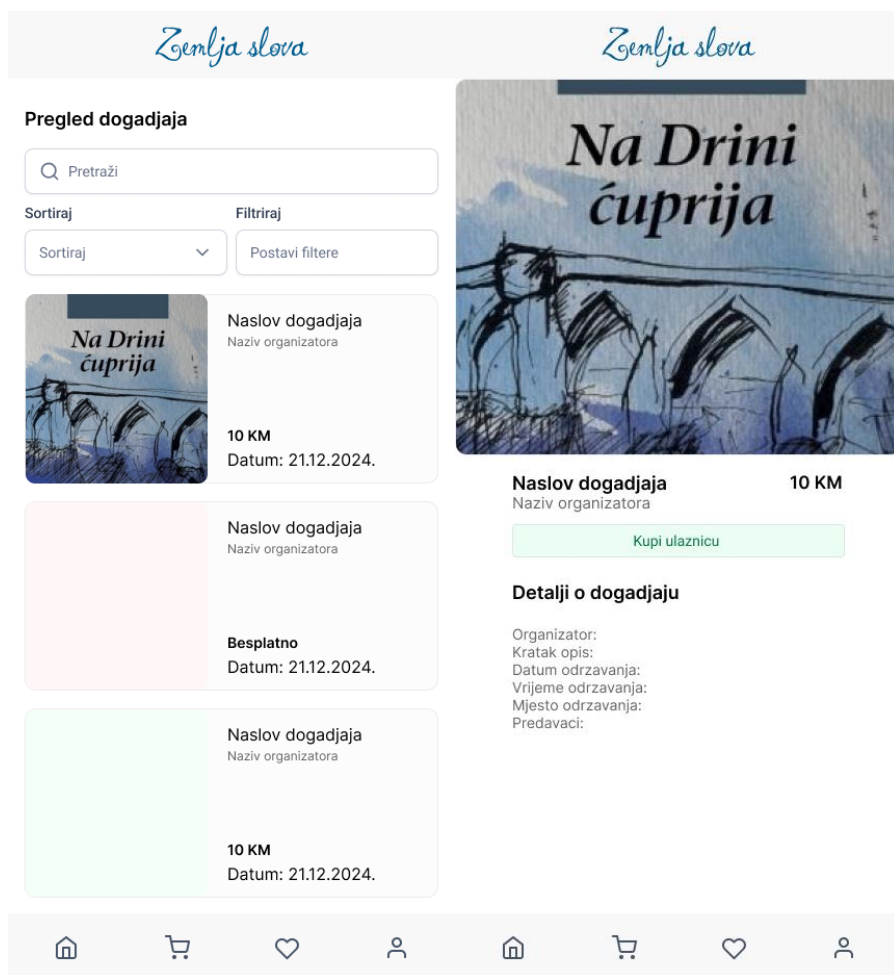 Zemlja slova
Pregled dogadjaja
Pretraži
Sortiraj
Filtriraj
Sortiraj
Postavi filtere
Na Drini
ćuprija
Naslov dogadjaja
Naziv organizatora
10 KM
Datum: 21.12.2024.
Naslov dogadjaja
Naziv organizatora
Besplatno
Datum: 21.12.2024.
Naslov dogadjaja
Naziv organizatora
10 KM
Datum: 21.12.2024.
Zemlja slova
Na Drini
ćuprija
Naslov dogadjaja
10 KM
Naziv organizatora
Kupi ulaznicu
Detalji o dogadjaju
Organizator:
Kratak opis:
Datum odrzavanja:
Vrijeme odrzavanja:
Mjesto odrzavanja:
Predavaci: